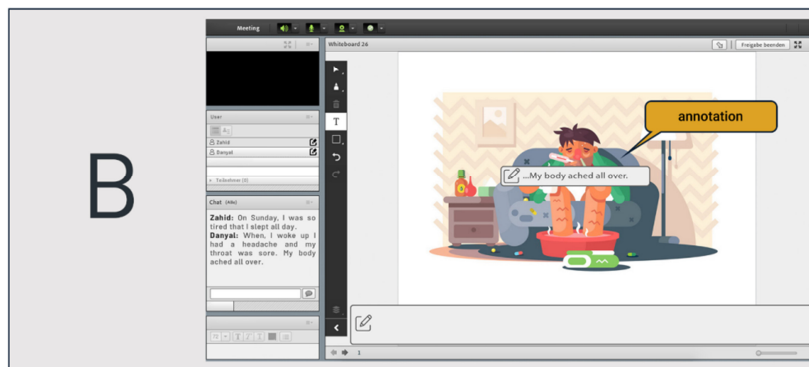 B
Meeting
Whiteboard 26
Freigabe beenden
User
Zahid
Danyal
Teilnehmer (0)
Chat
Zahid: On Sunday, I was so
tired that I slept all day.
Danyal: When, I woke up I
had a headache and my
throat was sore. My body
ached all over.
T
annotation
...My body ached all over.
1